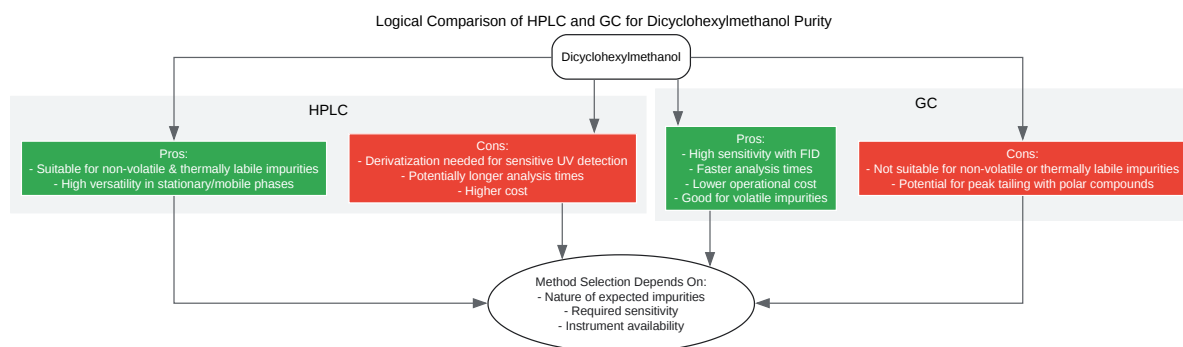 Logical Comparison of HPLC and GC for Dicyclohexylmethanol Purity
Dicyclohexylmethanol
HPLC
Pros:
- Suitable for non-volatile & thermally labile impurities
- High versatility in stationary/mobile phases
Cons:
- Derivatization needed for sensitive UV detection
- Potentially longer analysis times
- Higher cost
GC
Pros:
- High sensitivity with FID
- Faster analysis times
- Lower operational cost
- Good for volatile impurities
Cons:
- Not suitable for non-volatile or thermally labile impurities
- Potential for peak tailing with polar compounds
Method Selection Depends On:
- Nature of expected impurities
- Required sensitivity
- Instrument availability